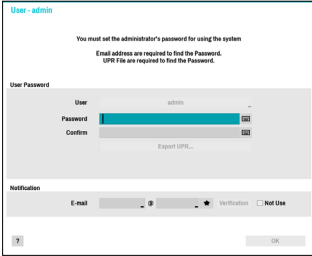 User - admin
You must set the administrator's password for using the system
Email address are required to find the Password.
UPR File are required to find the Password.
User Password
User admin
Password
Confirm
Export UPR...
Notification
E-mail _ @ _ ★ Verification Not Use
? OK